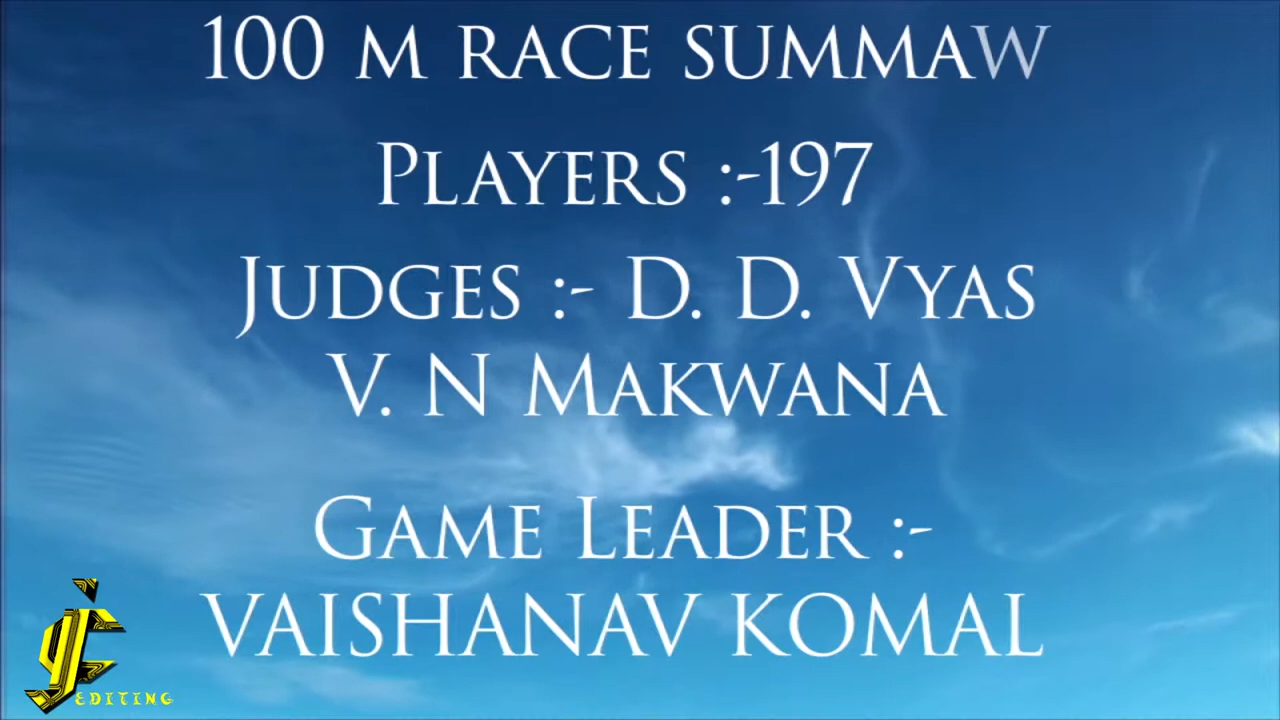 100 M RACE SUMMAW
PLAYERS :-197
JUDGES :- D. D. VYAS
V. N MAKWANA
GAME LEADER :-
VAISHANAV KOMAL
EDITING